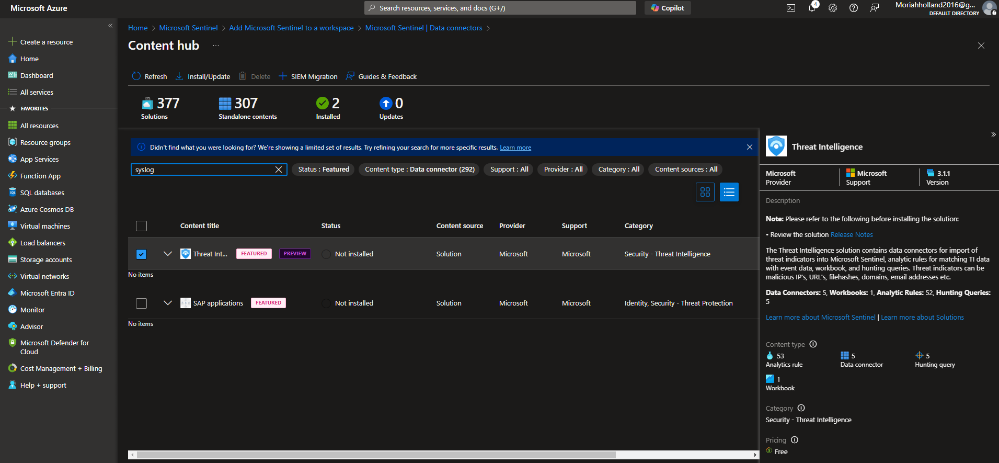 Microsoft Azure
Search resources, services, and docs (G+/)
Copilot
4
Moriahholland2016@g...
DEFAULT DIRECTORY
Create a resource
Home
Dashboard
All services
FAVORITES
All resources
Resource groups
App Services
Function App
SQL databases
Azure Cosmos DB
Virtual machines
Load balancers
Storage accounts
Virtual networks
Microsoft Entra ID
Monitor
Advisor
Microsoft Defender for
Cloud
Cost Management + Billing
Help + support
Home > Microsoft Sentinel > Add Microsoft Sentinel to a workspace > Microsoft Sentinel | Data connectors >
Content hub ...
Refresh Install/Update Delete SIEM Migration Guides & Feedback
377 307 2 0
Solutions Standalone contents Installed Updates
Didn't find what you were looking for? We're showing a limited set of results. Try refining your search for more specific results. Learn more
syslog Status : Featured Content type : Data connector (292) Support : All Provider : All Category : All Content sources : All
Content title Status Content source Provider Support Category
Threat Int... FEATURED PREVIEW Not installed Solution Microsoft Microsoft Security - Threat Intelligence
No items
SAP applications FEATURED Not installed Solution Microsoft Microsoft Identity, Security - Threat Protection
No items
Threat Intelligence
Microsoft Microsoft 3.1.1
Provider Support Version
Description
Note: Please refer to the following before installing the solution:
• Review the solution Release Notes
The Threat Intelligence solution contains data connectors for import of
threat indicators into Microsoft Sentinel, analytic rules for matching TI data
with event data, workbook, and hunting queries. Threat indicators can be
malicious IP's, URL's, filehashes, domains, email addresses etc.
Data Connectors: 5, Workbooks: 1, Analytic Rules: 52, Hunting Queries:
5
Learn more about Microsoft Sentinel | Learn more about Solutions
Content type
53 5 5
Analytics rule Data connector Hunting query
1
Workbook
Category
Security - Threat Intelligence
Pricing
Free